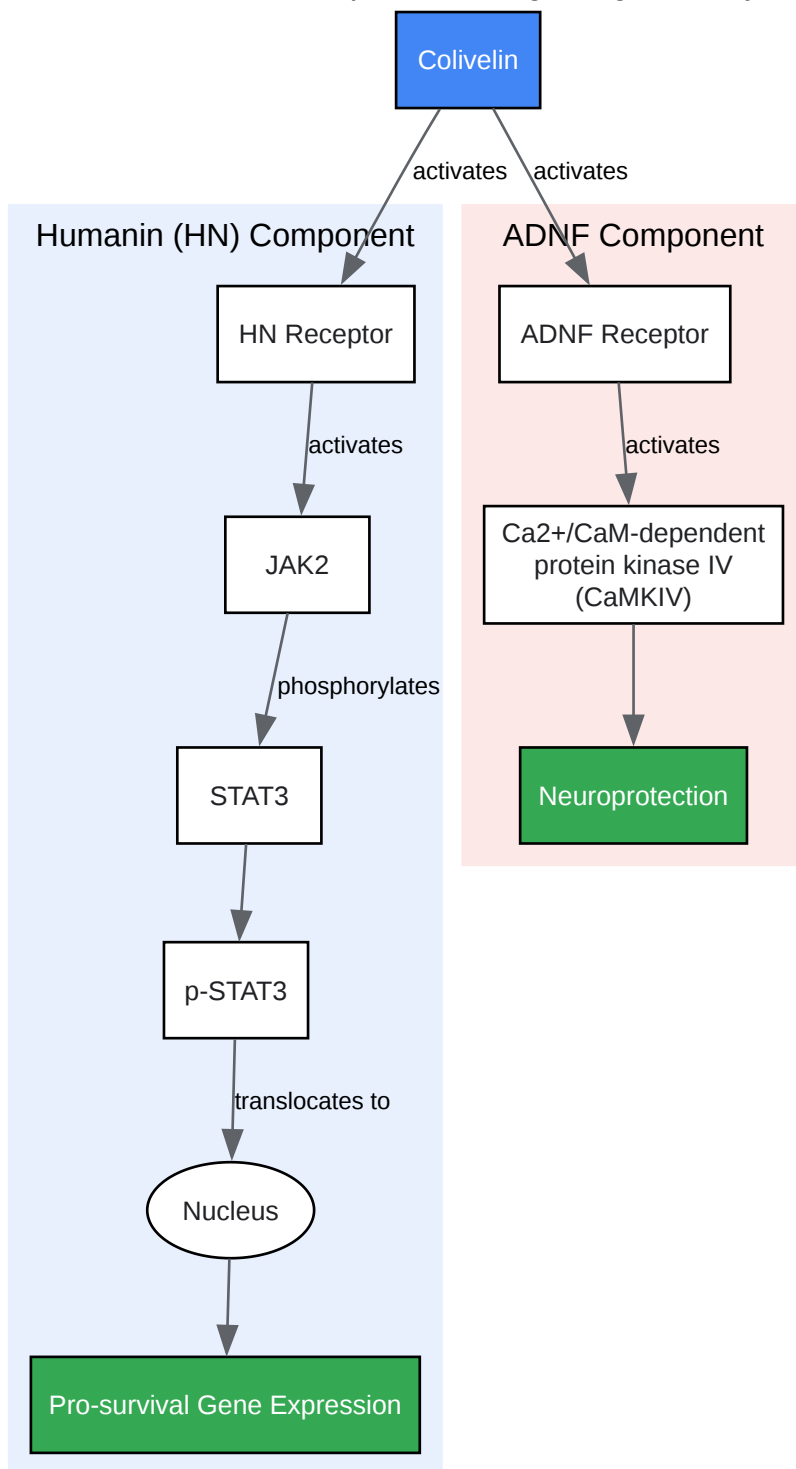 Colivelin
activates
activates
Humanin (HN) Component
ADNF Component
HN Receptor
ADNF Receptor
activates
activates
JAK2
Ca2+/CaM-dependent
protein kinase IV
(CaMKIV)
phosphorylates
STAT3
Neuroprotection
p-STAT3
translocates to
Nucleus
Pro-survival Gene Expression